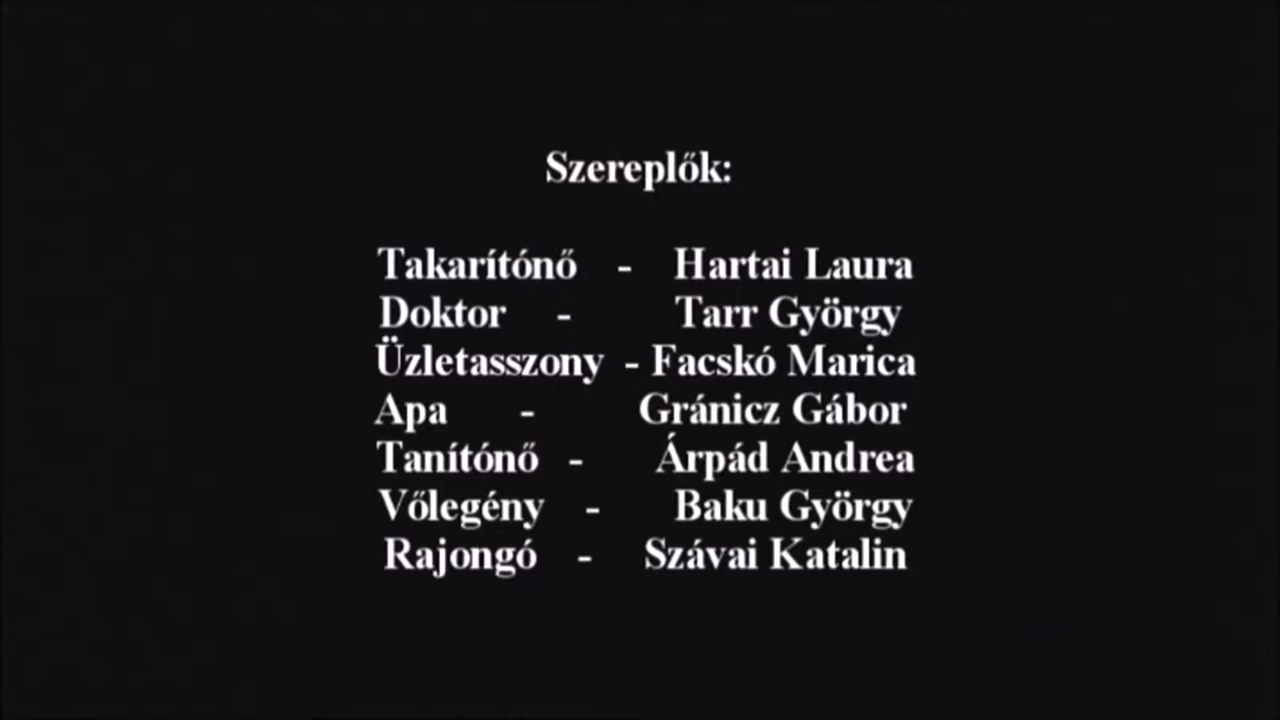 Szereplők:
Takarítónő - Hartai Laura
Doktor - Tarr György
Üzletasszony - Facskó Marica
Apa - Gránicz Gábor
Tanítónő - Árpád Andrea
Vőlegény - Baku György
Rajongó - Szávai Katalin